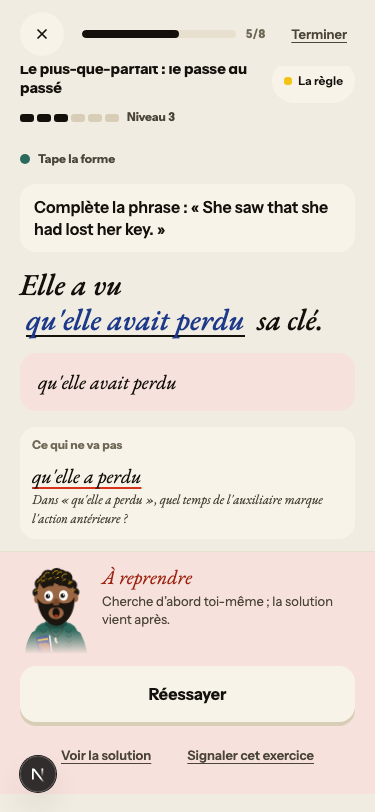 ×
5/8
Terminer
Le plus-que-parfait : le passé du
passé
La règle
Niveau 3
Tape la forme
Complète la phrase : « She saw that she
had lost her key. »
Elle a vu
qu'elle avait perdu sa clé.
qu'elle avait perdu
Ce qui ne va pas
qu'elle a perdu
Dans « qu'elle a perdu », quel temps de l'auxiliaire marque
l'action antérieure ?
À reprendre
Cherche d'abord toi-même ; la solution
vient après.
Réessayer
Voir la solution
Signaler cet exercice
N